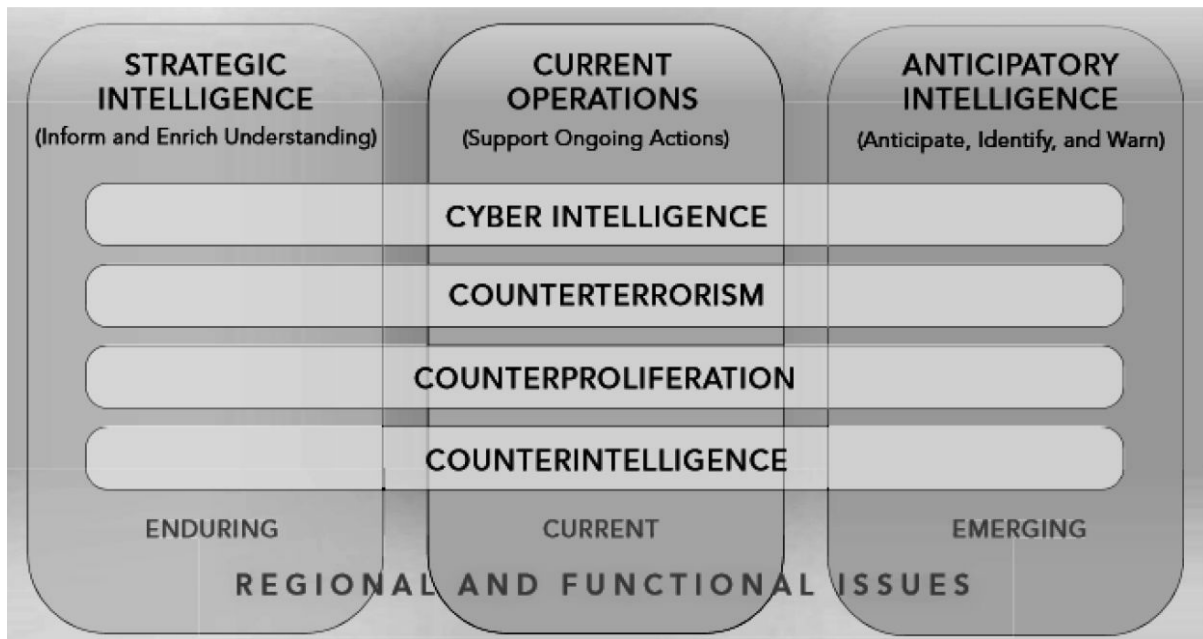 STRATEGIC
INTELLIGENCE
(Inform and Enrich Understanding)
CURRENT
OPERATIONS
(Support Ongoing Actions)
ANTICIPATORY
INTELLIGENCE
(Anticipate, Identify, and Warn)
CYBER INTELLIGENCE
COUNTERTERRORISM
COUNTERPROLIFERATION
COUNTERINTELLIGENCE
ENDURING
CURRENT
EMERGING
REGIONAL AND FUNCTIONAL ISSUES